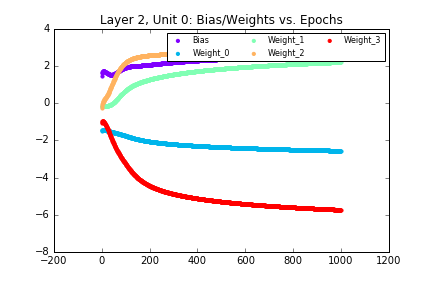 Layer 2, Unit 0: Bias/Weights vs. Epochs
4
Bias Weight_1 Weight_3
Weight_0 Weight_2
2
0
−2
−4
−6
−8
−200 0 200 400 600 800 1000 1200